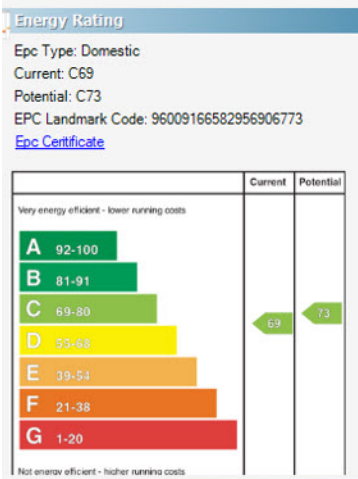 Energy Rating
Epc Type: Domestic
Current: C69
Potential: C73
EPC Landmark Code: 96009166582956906773
Epc Ceritificate
Current Potential
Very energy efficient - lower running costs
A 92-100
B 81-91
C 69-80
D 55-68
E 39-54
F 21-38
G 1-20
69
73
Not energy efficient - higher running costs